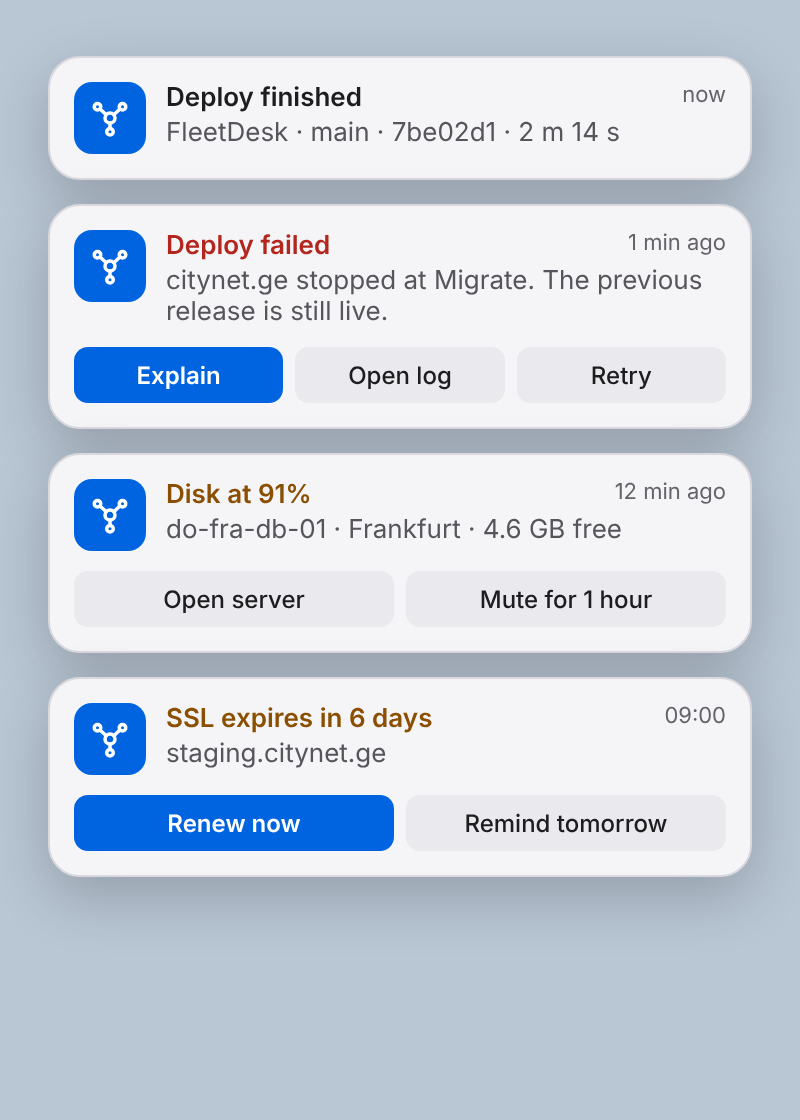 Deploy finished
now
FleetDesk · main · 7be02d1 · 2 m 14 s
Deploy failed
1 min ago
citynet.ge stopped at Migrate. The previous
release is still live.
Explain
Open log
Retry
Disk at 91%
12 min ago
do-fra-db-01 · Frankfurt · 4.6 GB free
Open server
Mute for 1 hour
SSL expires in 6 days
09:00
staging.citynet.ge
Renew now
Remind tomorrow